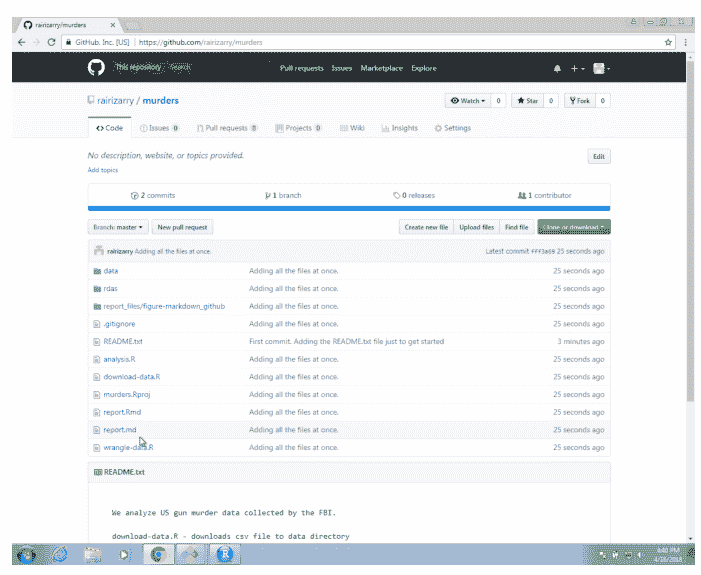 rairizarry/murders
GitHub, Inc. [US] | https://github.com/rairizarry/murders
This repository Search Pull requests Issues Marketplace Explore
rairizarry / murders Watch 0 Star 0 Fork 0
Code Issues 0 Pull requests 0 Projects 0 Wiki Insights Settings
No description, website, or topics provided. Edit
Add topics
2 commits 1 branch 0 releases 1 contributor
Branch: master New pull request Create new file Upload files Find file Clone or download
rairizarry Adding all the files at once. Latest commit fff3a69 25 seconds ago
data Adding all the files at once. 25 seconds ago
rdas Adding all the files at once. 25 seconds ago
report_files/figure-markdown_github Adding all the files at once. 25 seconds ago
.gitignore Adding all the files at once. 25 seconds ago
README.txt First commit. Adding the README.txt file just to get started 3 minutes ago
analysis.R Adding all the files at once. 25 seconds ago
download-data.R Adding all the files at once. 25 seconds ago
murders.Rproj Adding all the files at once. 25 seconds ago
report.Rmd Adding all the files at once. 25 seconds ago
report.md Adding all the files at once. 25 seconds ago
wrangle-data.R Adding all the files at once. 25 seconds ago
README.txt
We analyze US gun murder data collected by the FBI.
download-data.R - downloads csv file to data directory